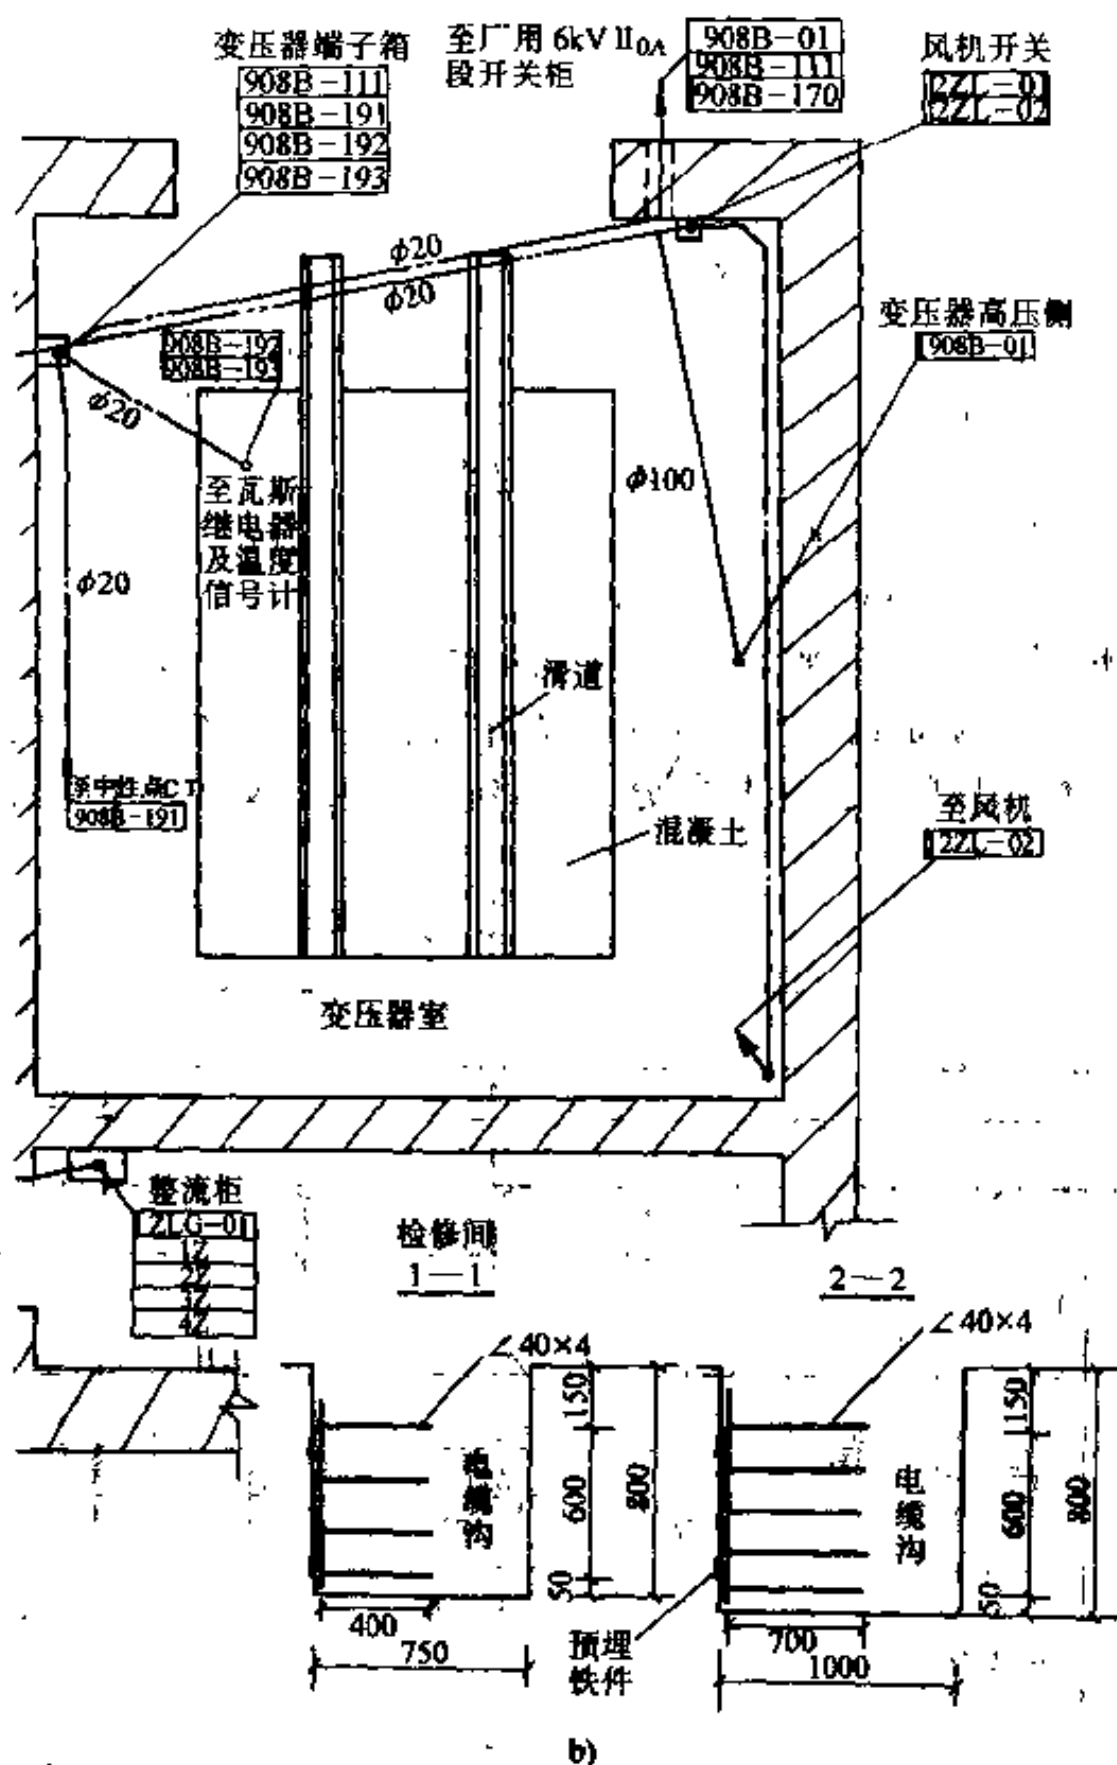 变压器端子箱
908B-111
908B-191
908B-192
908B-193
至厂用 6kV II0A
段开关柜
908B-01
908B-111
908B-170
风机开关
2ZL-01
2ZL-02
ϕ20
ϕ20
变压器高压侧
908B-01
908B-192
908B-193
ϕ20
至瓦斯
继电器
及温度
信号计
ϕ100
ϕ20
滑道
至中性点CT
908B-191
混凝土
至风机
2ZL-02
变压器室
整流柜
ZLG-01
1Z
2Z
3Z
4Z
检修间
1—1
2—2
∠40×4
∠40×4
150
600
50
800
电缆沟
400
750
150
600
50
800
电缆沟
预埋
铁件
700
1000
b)